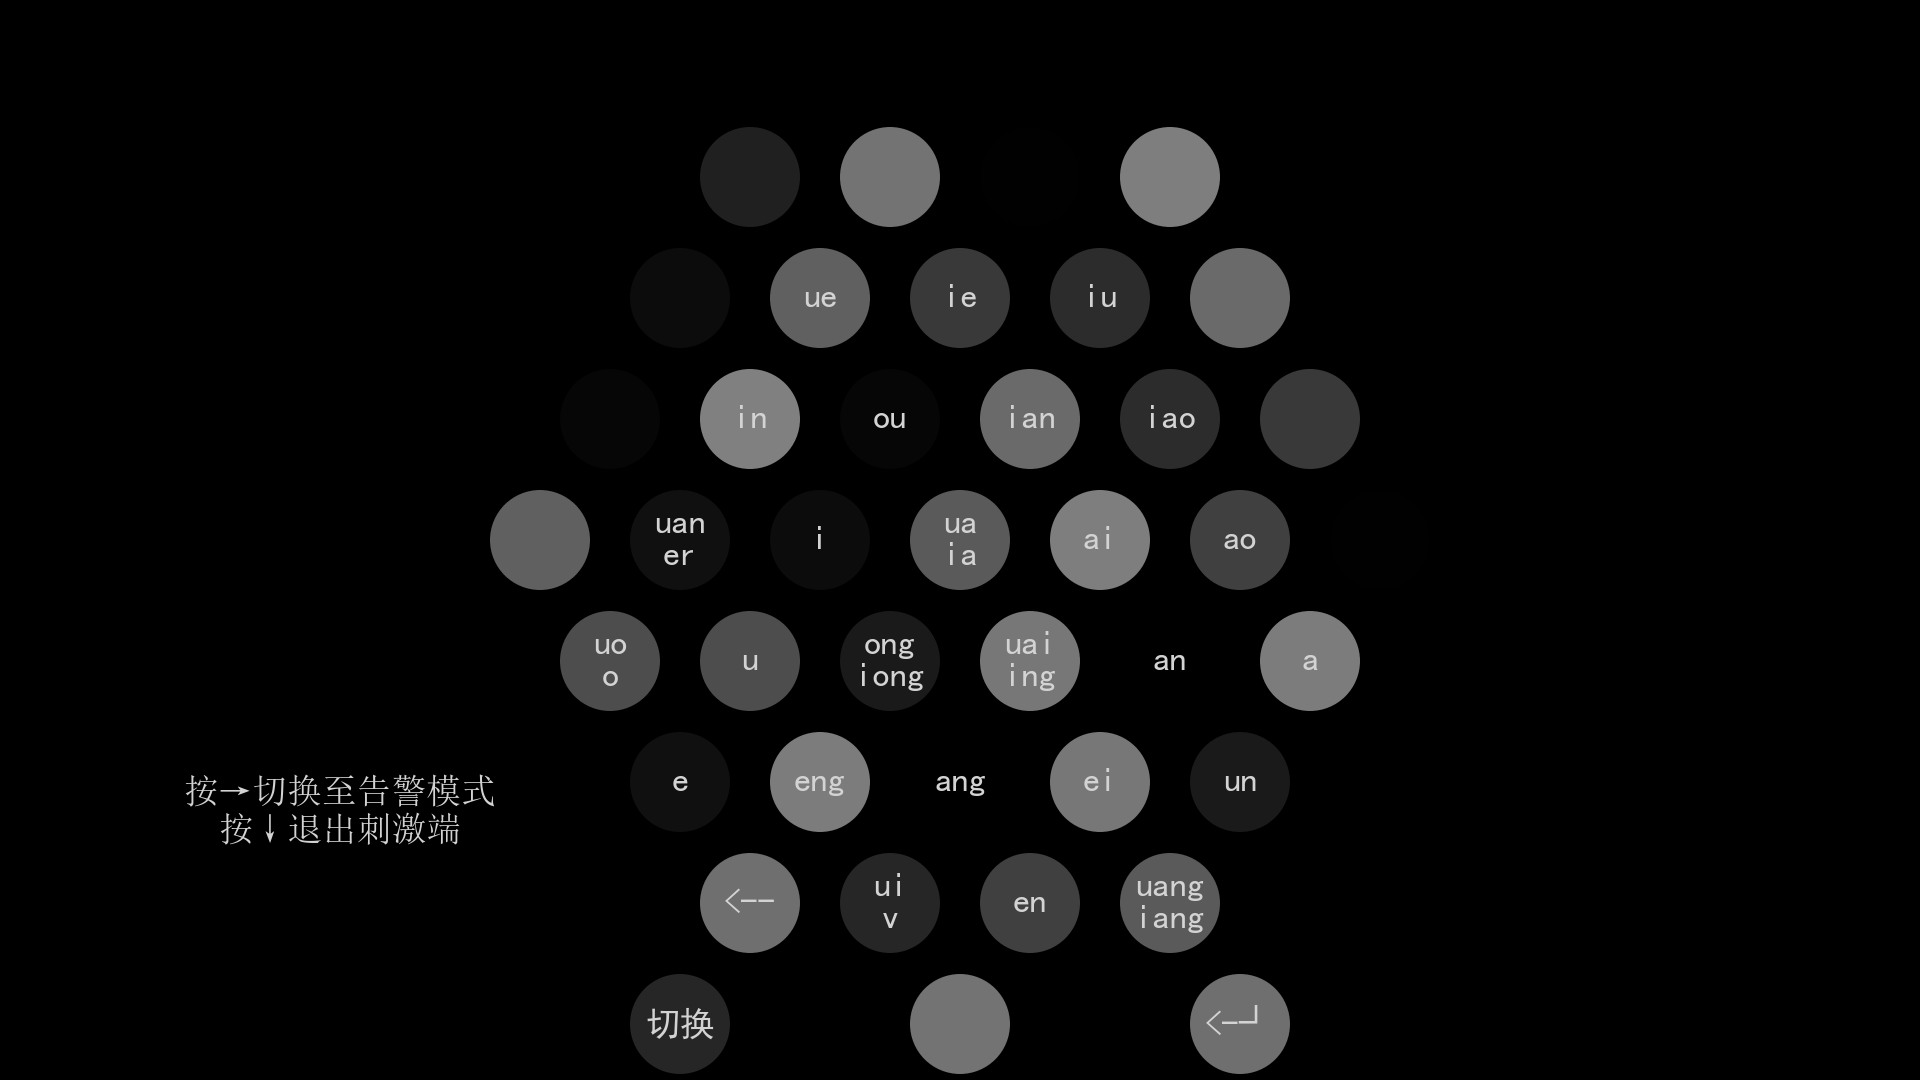 ue
ie
iu
in
ou
ian
iao
uan
er
i
ua
ia
ai
ao
uo
o
u
ong
iong
uai
ing
an
a
e
eng
ang
ei
un
按→切换至告警模式
按↓退出刺激端
<--
ui
v
en
uang
iang
切换
<-┘